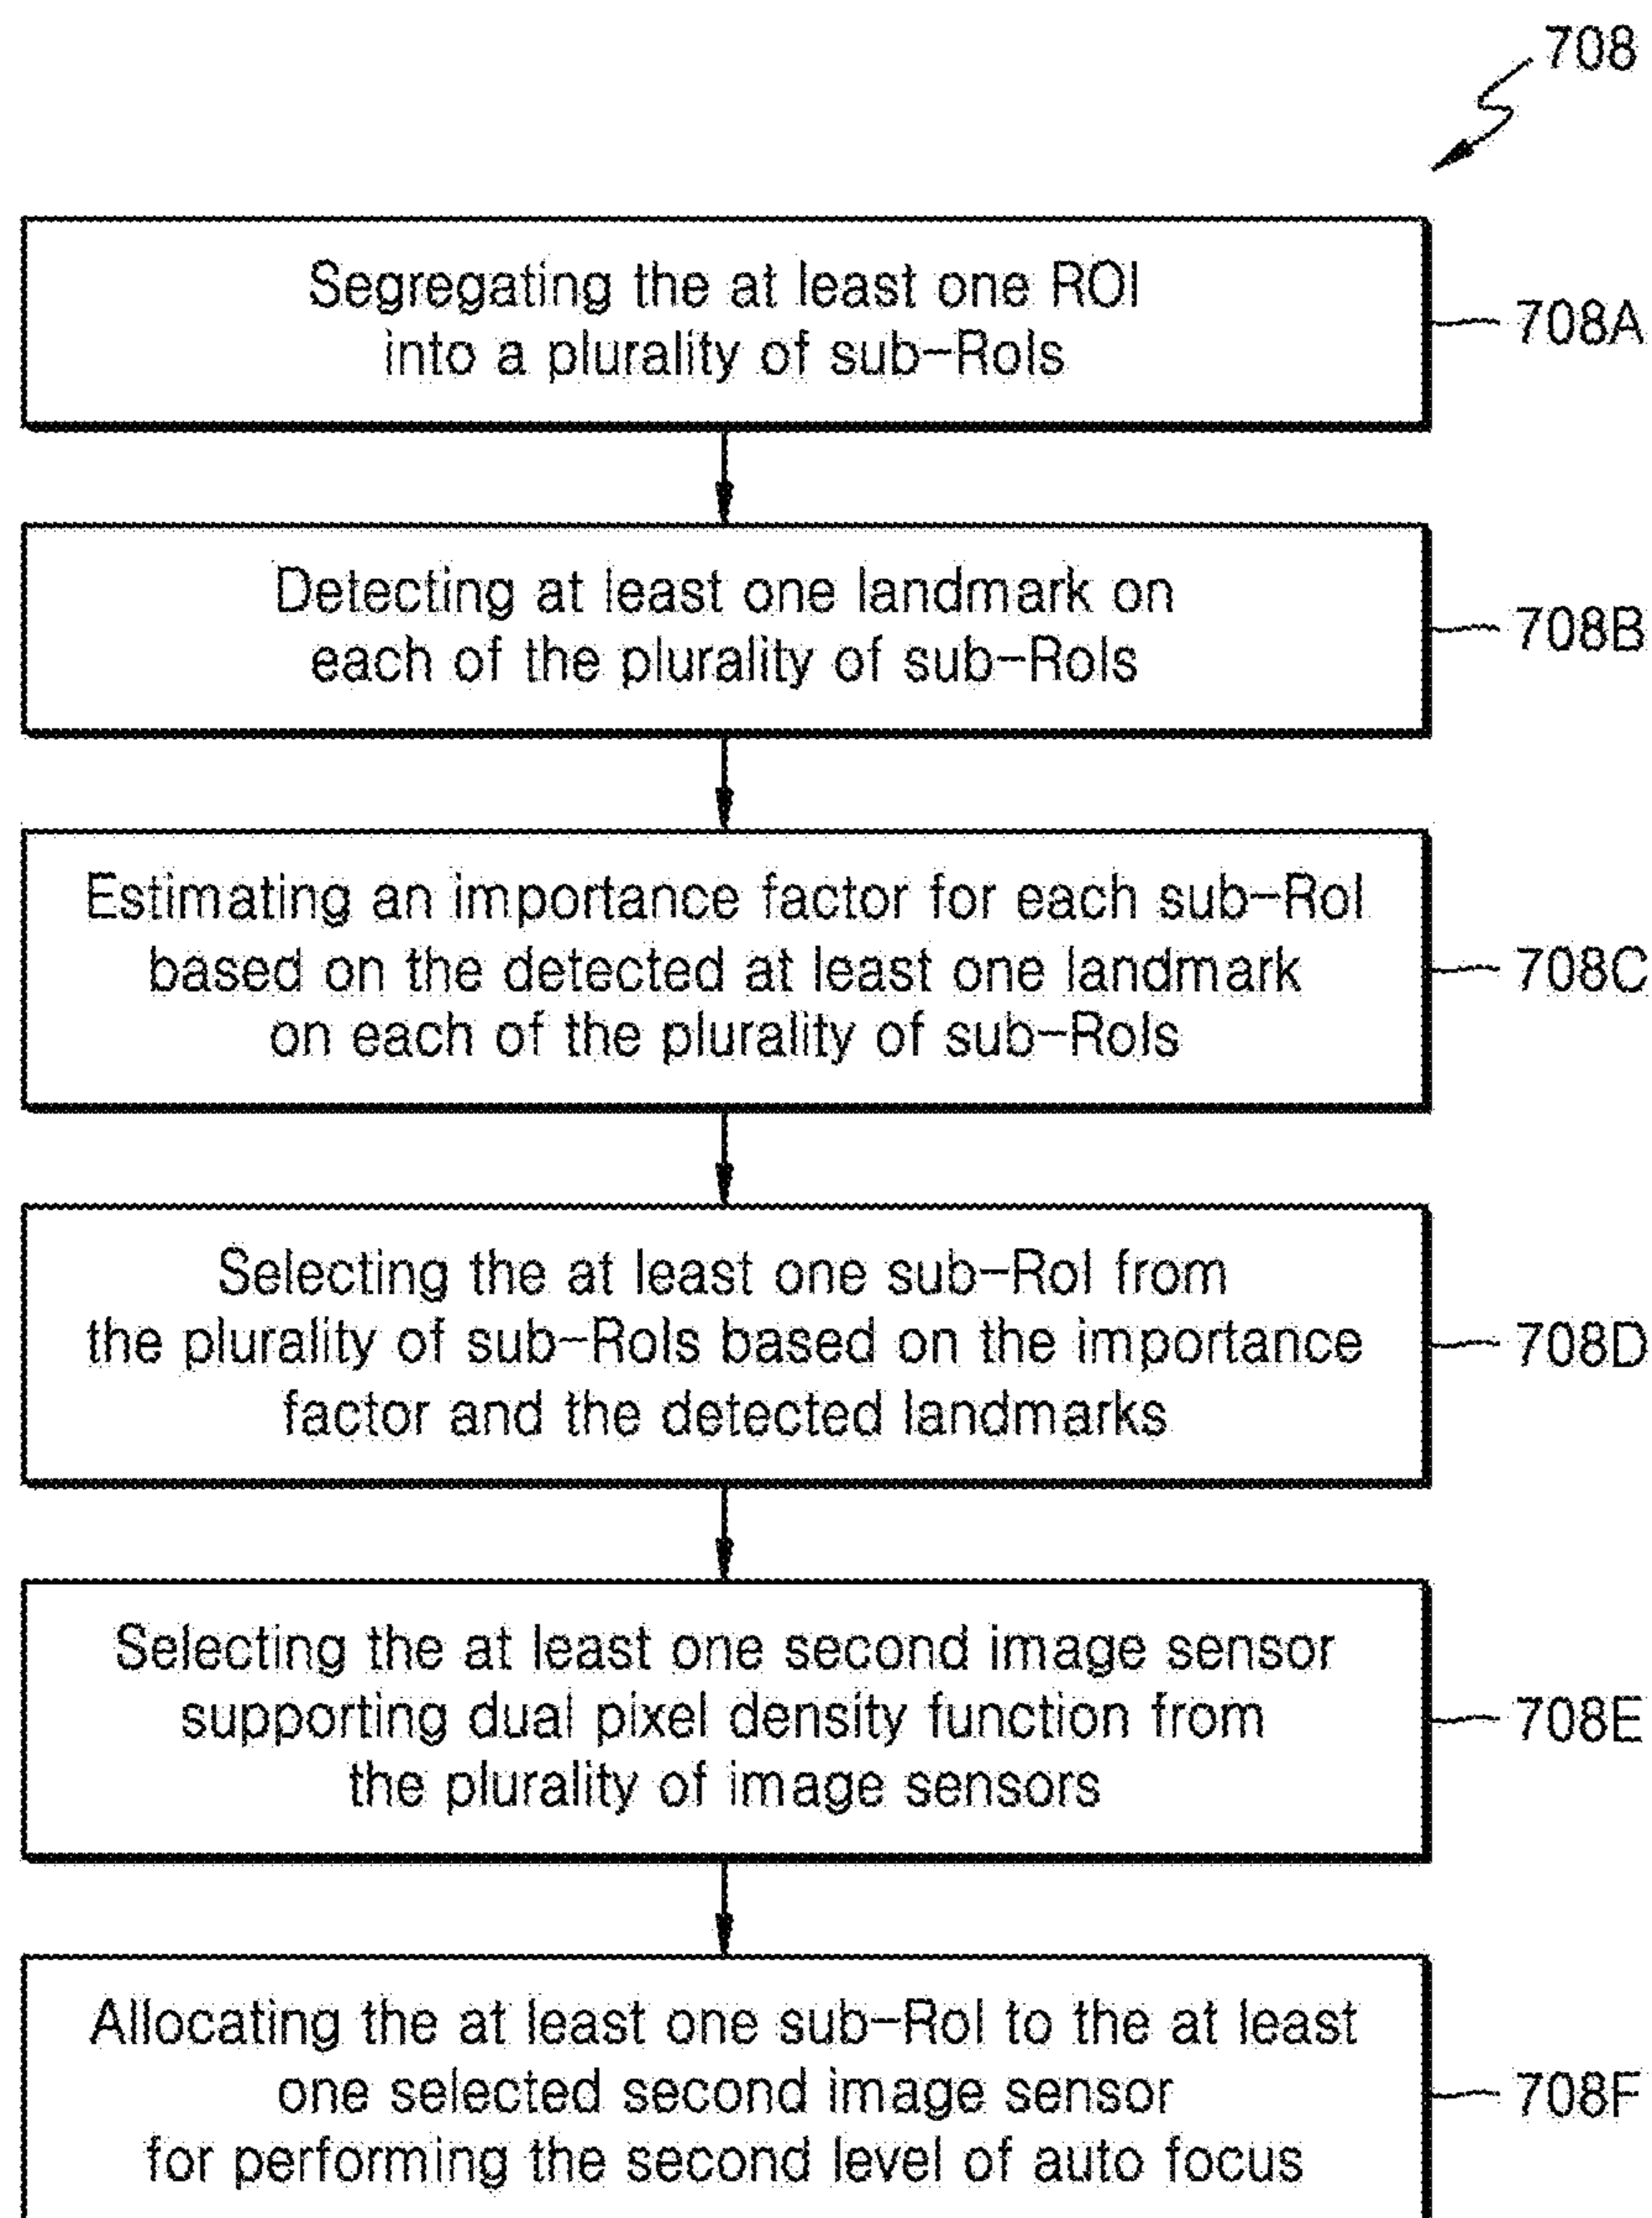 708
Segregating the at least one ROI
into a plurality of sub-RoIs
708A
Detecting at least one landmark on
each of the plurality of sub-RoIs
708B
Estimating an importance factor for each sub-RoI
based on the detected at least one landmark
on each of the plurality of sub-RoIs
708C
Selecting the at least one sub-RoI from
the plurality of sub-RoIs based on the importance
factor and the detected landmarks
708D
Selecting the at least one second image sensor
supporting dual pixel density function from
the plurality of image sensors
708E
Allocating the at least one sub-RoI to the at least
one selected second image sensor
for performing the second level of auto focus
708F